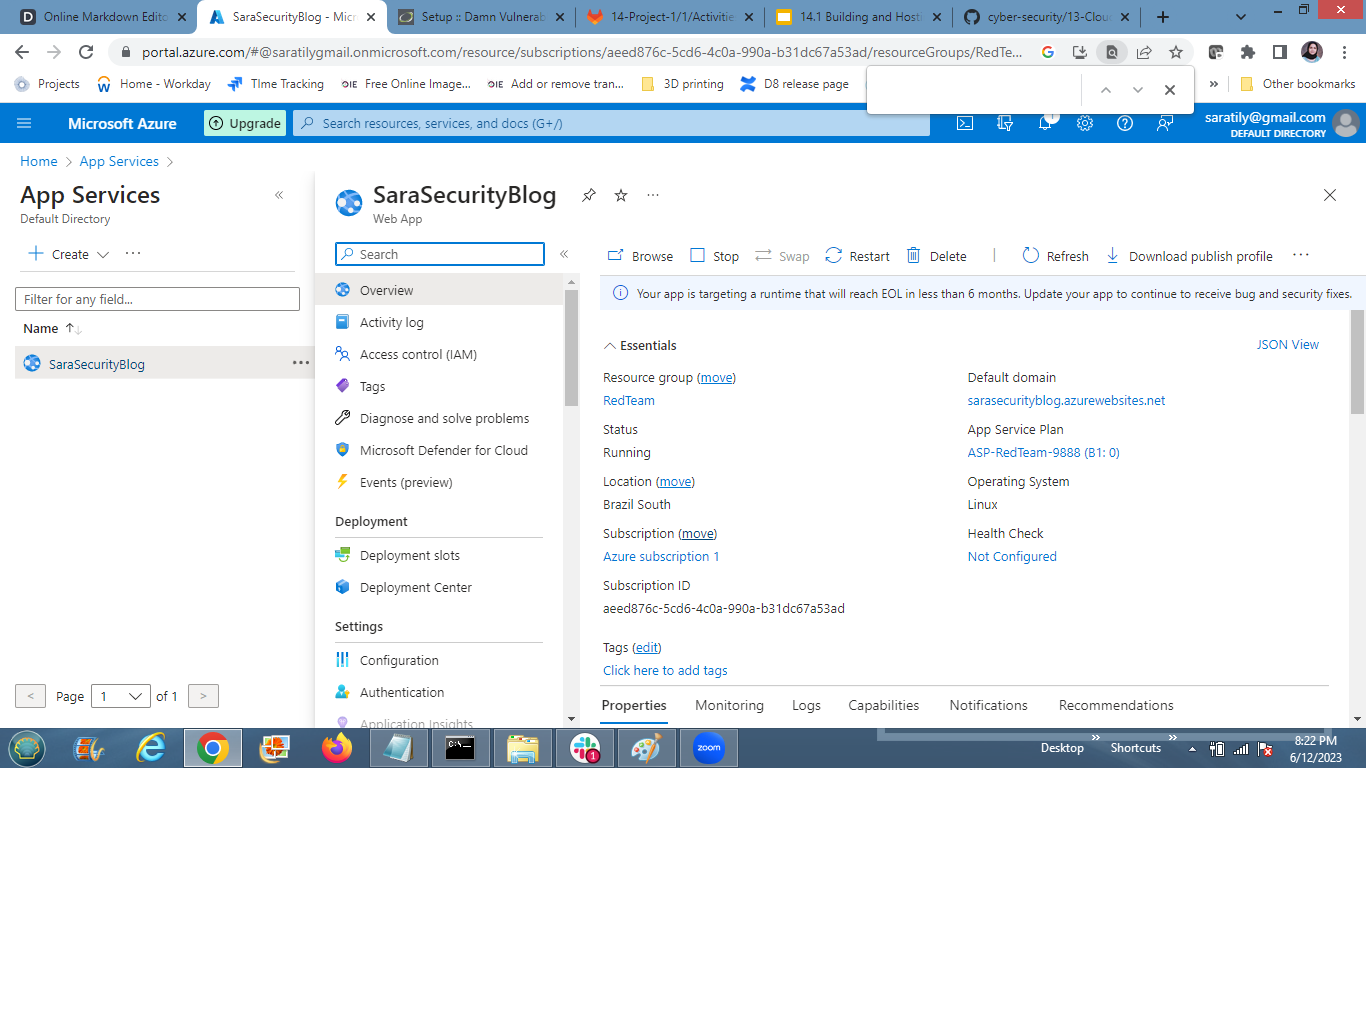 Online Markdown Edito
SaraSecurityBlog - Micr
Setup :: Damn Vulnerab
14-Project-1/1/Activitie
14.1 Building and Hosti
cyber-security/13-Clou
portal.azure.com/#@saratilygmail.onmicrosoft.com/resource/subscriptions/aeed876c-5cd6-4c0a-990a-b31dc67a53ad/resourceGroups/RedTe...
Projects
Home - Workday
TIme Tracking
OIE Free Online Image...
OIE Add or remove tran...
3D printing
D8 release page
»
Other bookmarks
Microsoft Azure
Upgrade
Search resources, services, and docs (G+/)
1
saratily@gmail.com
DEFAULT DIRECTORY
Home > App Services >
App Services
Default Directory
+ Create
...
Filter for any field...
Name ↑↓
SaraSecurityBlog ...
< Page 1 of 1 >
SaraSecurityBlog
...
Web App
Search
«
Overview
Activity log
Access control (IAM)
Tags
Diagnose and solve problems
Microsoft Defender for Cloud
Events (preview)
Deployment
Deployment slots
Deployment Center
Settings
Configuration
Authentication
Application Insights
Browse
Stop
Swap
Restart
Delete
Refresh
Download publish profile
...
Your app is targeting a runtime that will reach EOL in less than 6 months. Update your app to continue to receive bug and security fixes.
Essentials
JSON View
Resource group (move)
RedTeam
Status
Running
Location (move)
Brazil South
Subscription (move)
Azure subscription 1
Subscription ID
aeed876c-5cd6-4c0a-990a-b31dc67a53ad
Default domain
sarasecurityblog.azurewebsites.net
App Service Plan
ASP-RedTeam-9888 (B1: 0)
Operating System
Linux
Health Check
Not Configured
Tags (edit)
Click here to add tags
Properties
Monitoring
Logs
Capabilities
Notifications
Recommendations
C:\_
1
zoom
Desktop »
Shortcuts »
8:22 PM
6/12/2023